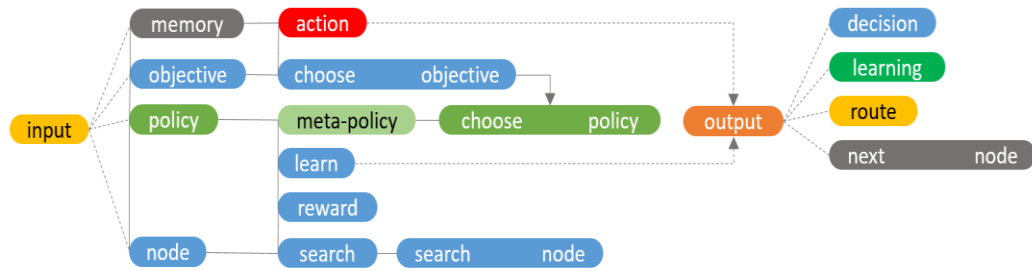 memory
action
decision
objective
choose objective
learning
input
policy
meta-policy
choose policy
output
route
learn
next node
reward
node
search
search node